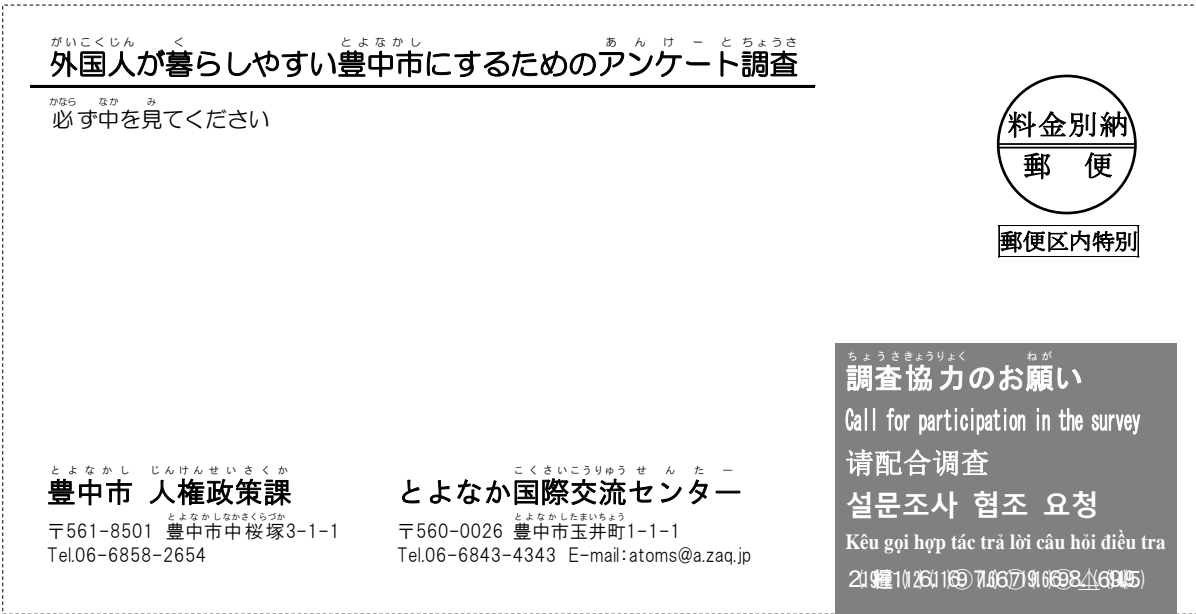 外国人が暮らしやすい豊中市にするためのアンケート調査
必ず中を見てください
料金別納
郵便
郵便区内特別
調査協力のお願い
Call for participation in the survey
请配合调查
설문조사 협조 요청
Kêu gọi hợp tác trả lời câu hỏi điều tra
豊中市 人権政策課
〒561-8501 豊中市中桜塚3-1-1
Tel.06-6858-2654
とよなか国際交流センター
〒560-0026 豊中市玉井町1-1-1
Tel.06-6843-4343 E-mail:atoms@a.zaq.jp